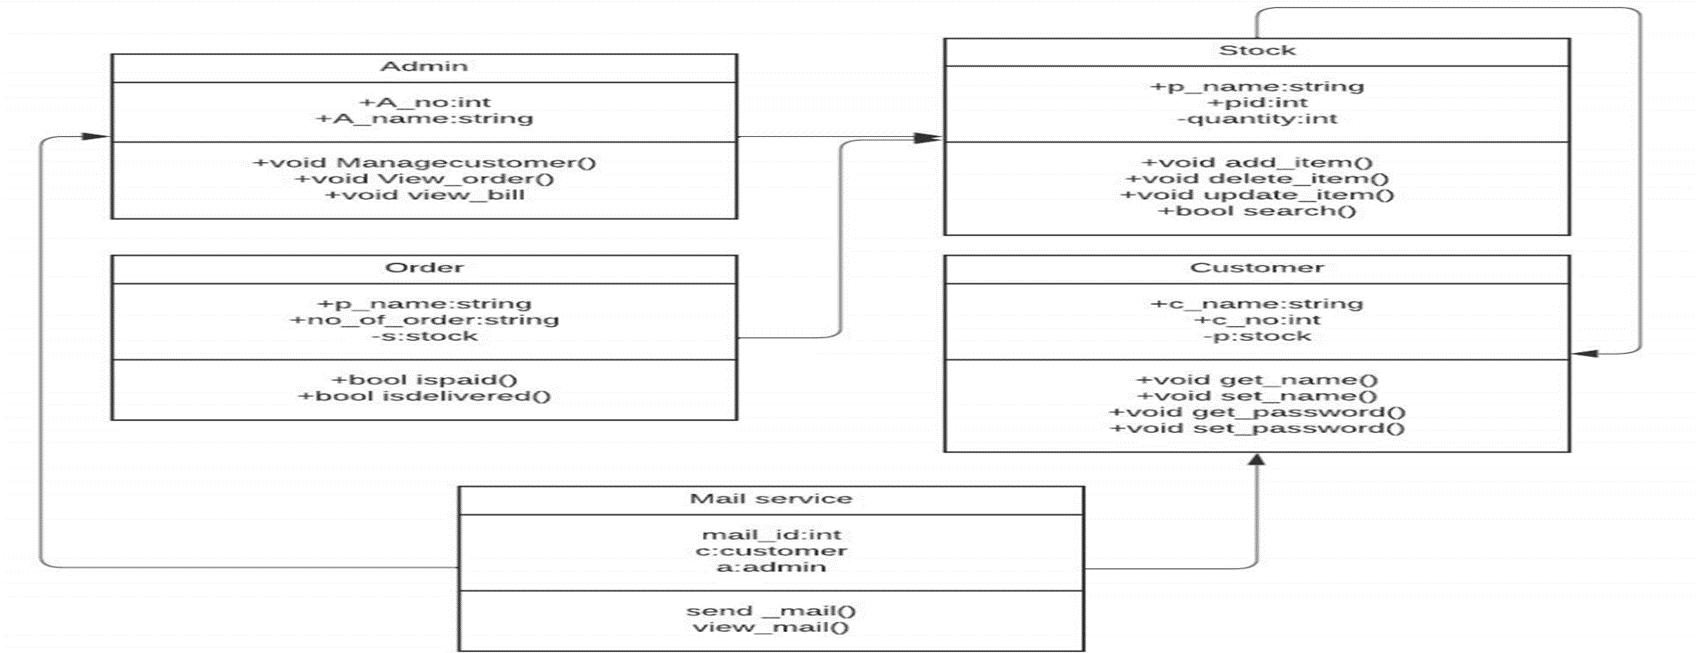 Admin
+A_no:int
+A_name:string
+void Managecustomer()
+void View_order()
+void view_bill
Stock
+p_name:string
+pid:int
-quantity:int
+void add_item()
+void delete_item()
+void update_item()
+bool search()
Order
+p_name:string
+no_of_order:string
-s:stock
+bool ispaid()
+bool isdelivered()
Customer
+c_name:string
+c_no:int
-p:stock
+void get_name()
+void set_name()
+void get_password()
+void set_password()
Mail service
mail_id:int
c:customer
a:admin
send _mail()
view_mail()